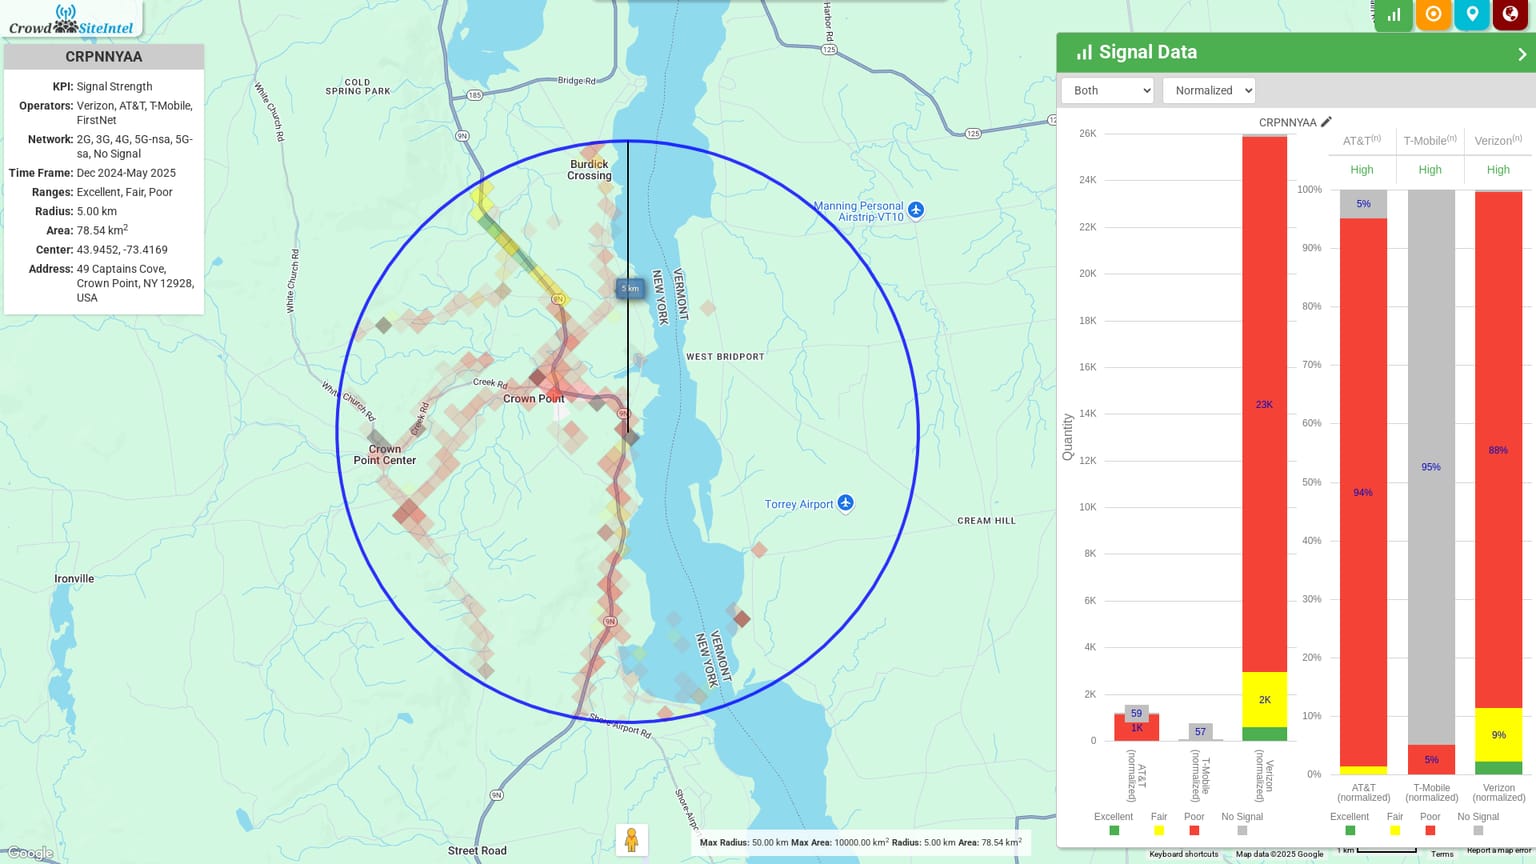 Crowd SiteIntel
CRPNNYAA
KPI: Signal Strength
Operators: Verizon, AT&T, T-Mobile,
FirstNet
Network: 2G, 3G, 4G, 5G-nsa, 5G-
sa, No Signal
Time Frame: Dec 2024-May 2025
Ranges: Excellent, Fair, Poor
Radius: 5.00 km
Area: 78.54 km²
Center: 43.9452, -73.4169
Address: 49 Captains Cove,
Crown Point, NY 12928,
USA
COLD
SPRING PARK
Bridge Rd
Harbor Rd
125
185
9N
125
White Church Rd
White Church Rd
White Church Rd
Burdick
Crossing
Manning Personal
Airstrip-VT10
5 km
VERMONT
NEW YORK
9N
WEST BRIDPORT
Creek Rd
Creek Rd
Crown Point
9N
Crown
Point Center
Torrey Airport
CREAM HILL
Ironville
9N
VERMONT
NEW YORK
Shore Airport Rd
9N
Shore-Airpo
Street Road
Google
Max Radius: 50.00 km Max Area: 10000.00 km² Radius: 5.00 km Area: 78.54 km²
Keyboard shortcuts
Map data ©2025 Google
1 km
Terms
Report a map error
Signal Data
Both
Normalized
CRPNNYAA
Quantity
26K
24K
22K
20K
18K
16K
14K
12K
10K
8K
6K
4K
2K
0
59
1K
57
23K
2K
AT&T
(normalized)
T-Mobile
(normalized)
Verizon
(normalized)
Excellent
Fair
Poor
No Signal
AT&T(n)
T-Mobile(n)
Verizon(n)
High
High
High
100%
90%
80%
70%
60%
50%
40%
30%
20%
10%
0%
5%
94%
95%
5%
88%
9%
AT&T
(normalized)
T-Mobile
(normalized)
Verizon
(normalized)
Excellent
Fair
Poor
No Signal